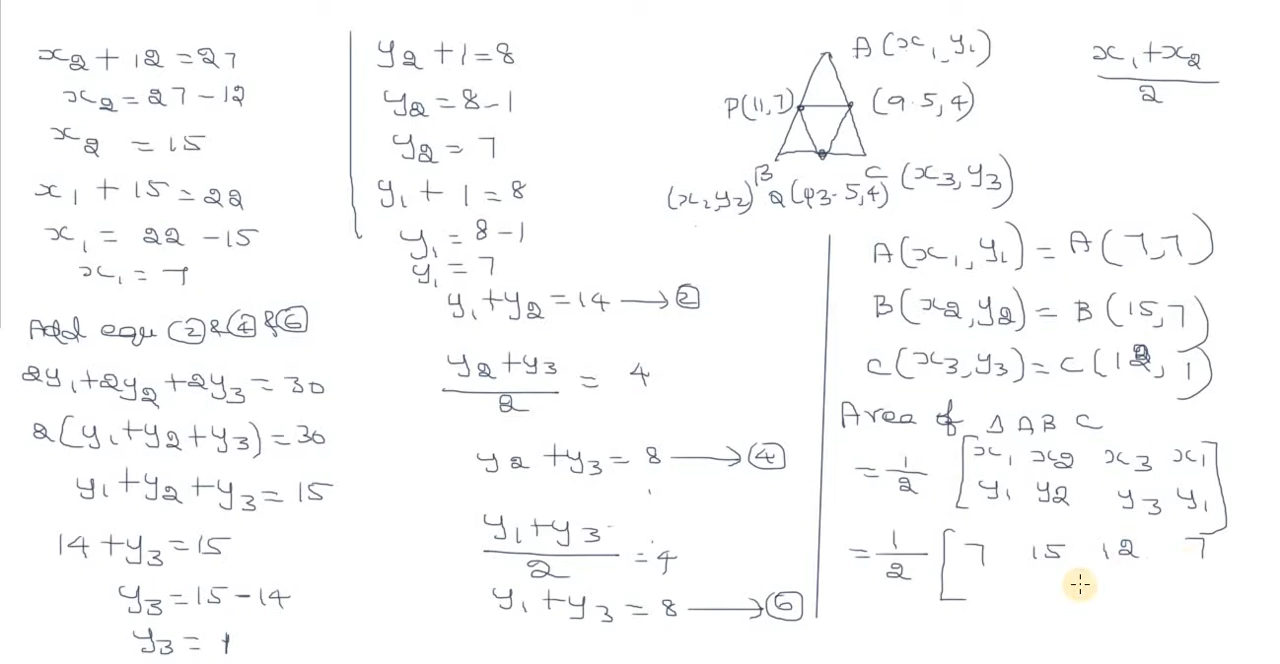 x₂ + 12 = 27
x₂ = 27 - 12
x₂ = 15
x₁ + 15 = 22
x₁ = 22 - 15
x₁ = 7
Add equ ② & ④ & ⑥
2y₁ + 2y₂ + 2y₃ = 30
2(y₁ + y₂ + y₃) = 30
y₁ + y₂ + y₃ = 15
14 + y₃ = 15
y₃ = 15 - 14
y₃ = 1
y₂ + 1 = 8
y₂ = 8 - 1
y₂ = 7
y₁ + 1 = 8
y₁ = 8 - 1
y₁ = 7
y₁ + y₂ = 14 → ②
(y₂ + y₃)/2 = 4
y₂ + y₃ = 8 → ④
(y₁ + y₃)/2 = 4
y₁ + y₃ = 8 → ⑥
A(x₁, y₁)
P(11, 7) (9.5, 4)
B C (x₃, y₃)
(x₂, y₂) Q(13.5, 4)
(x₁ + x₂)/2
A(x₁, y₁) = A(7, 7)
B(x₂, y₂) = B(15, 7)
C(x₃, y₃) = C(12, 1)
Area of Δ ABC
= 1/2 [x₁ x₂ x₃ x₁
y₁ y₂ y₃ y₁]
= 1/2 [7 15 12 7